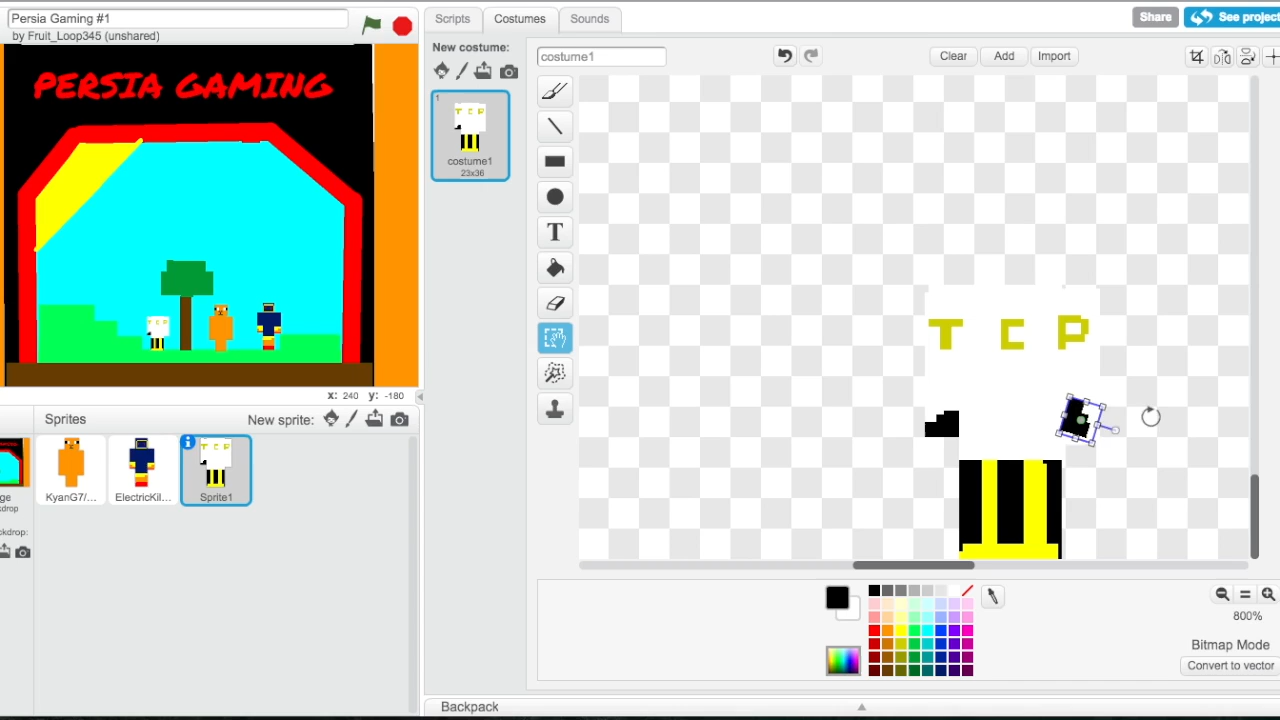 Persia Gaming #1
by Fruit_Loop345 (unshared)
Scripts
Costumes
Sounds
Share
See project
PERSIA GAMING
New costume:
costume1
Clear
Add
Import
1
T C P
costume1
23x36
T
T C P
T C P
x: 240 y: -180
Sprites
New sprite:
KyanG7/...
ElectricKil...
Sprite1
T C P
800%
Bitmap Mode
Convert to vector
Backpack